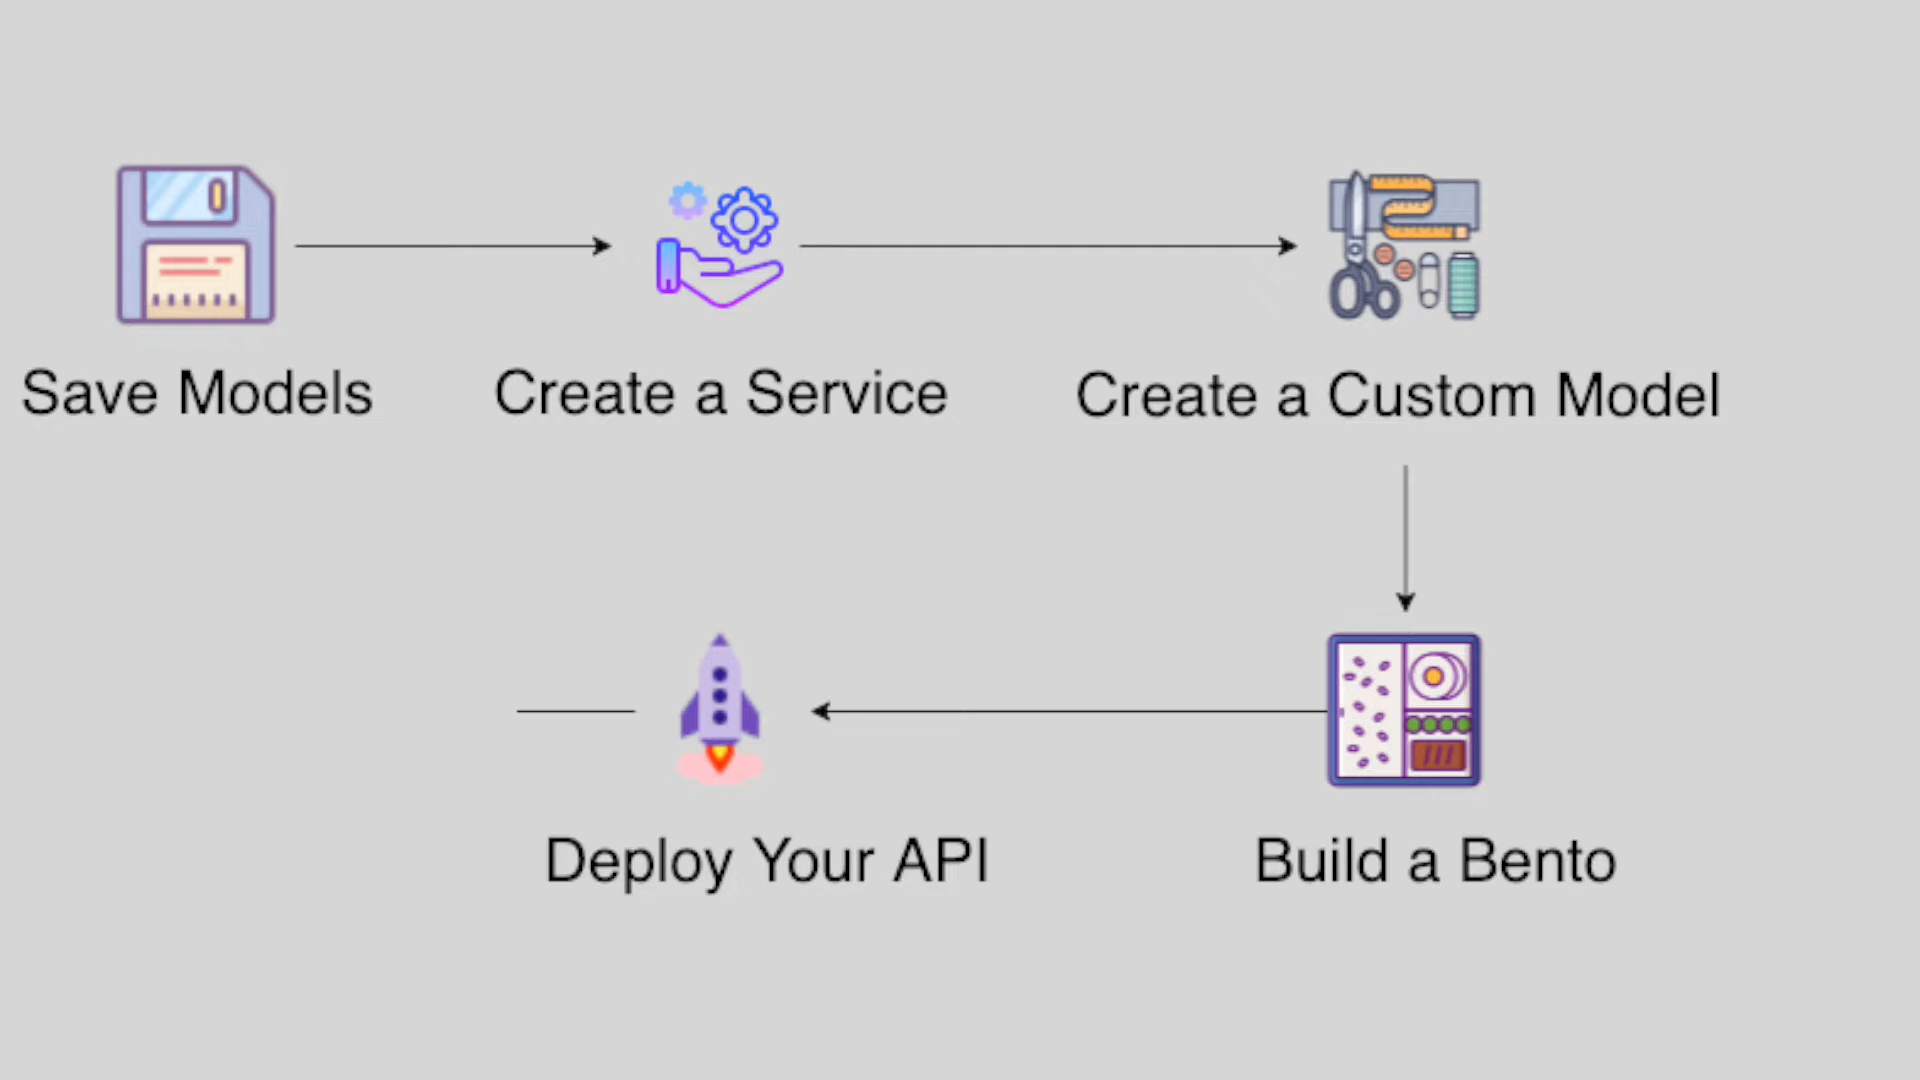 Save Models
Create a Service
Create a Custom Model
Deploy Your API
Build a Bento